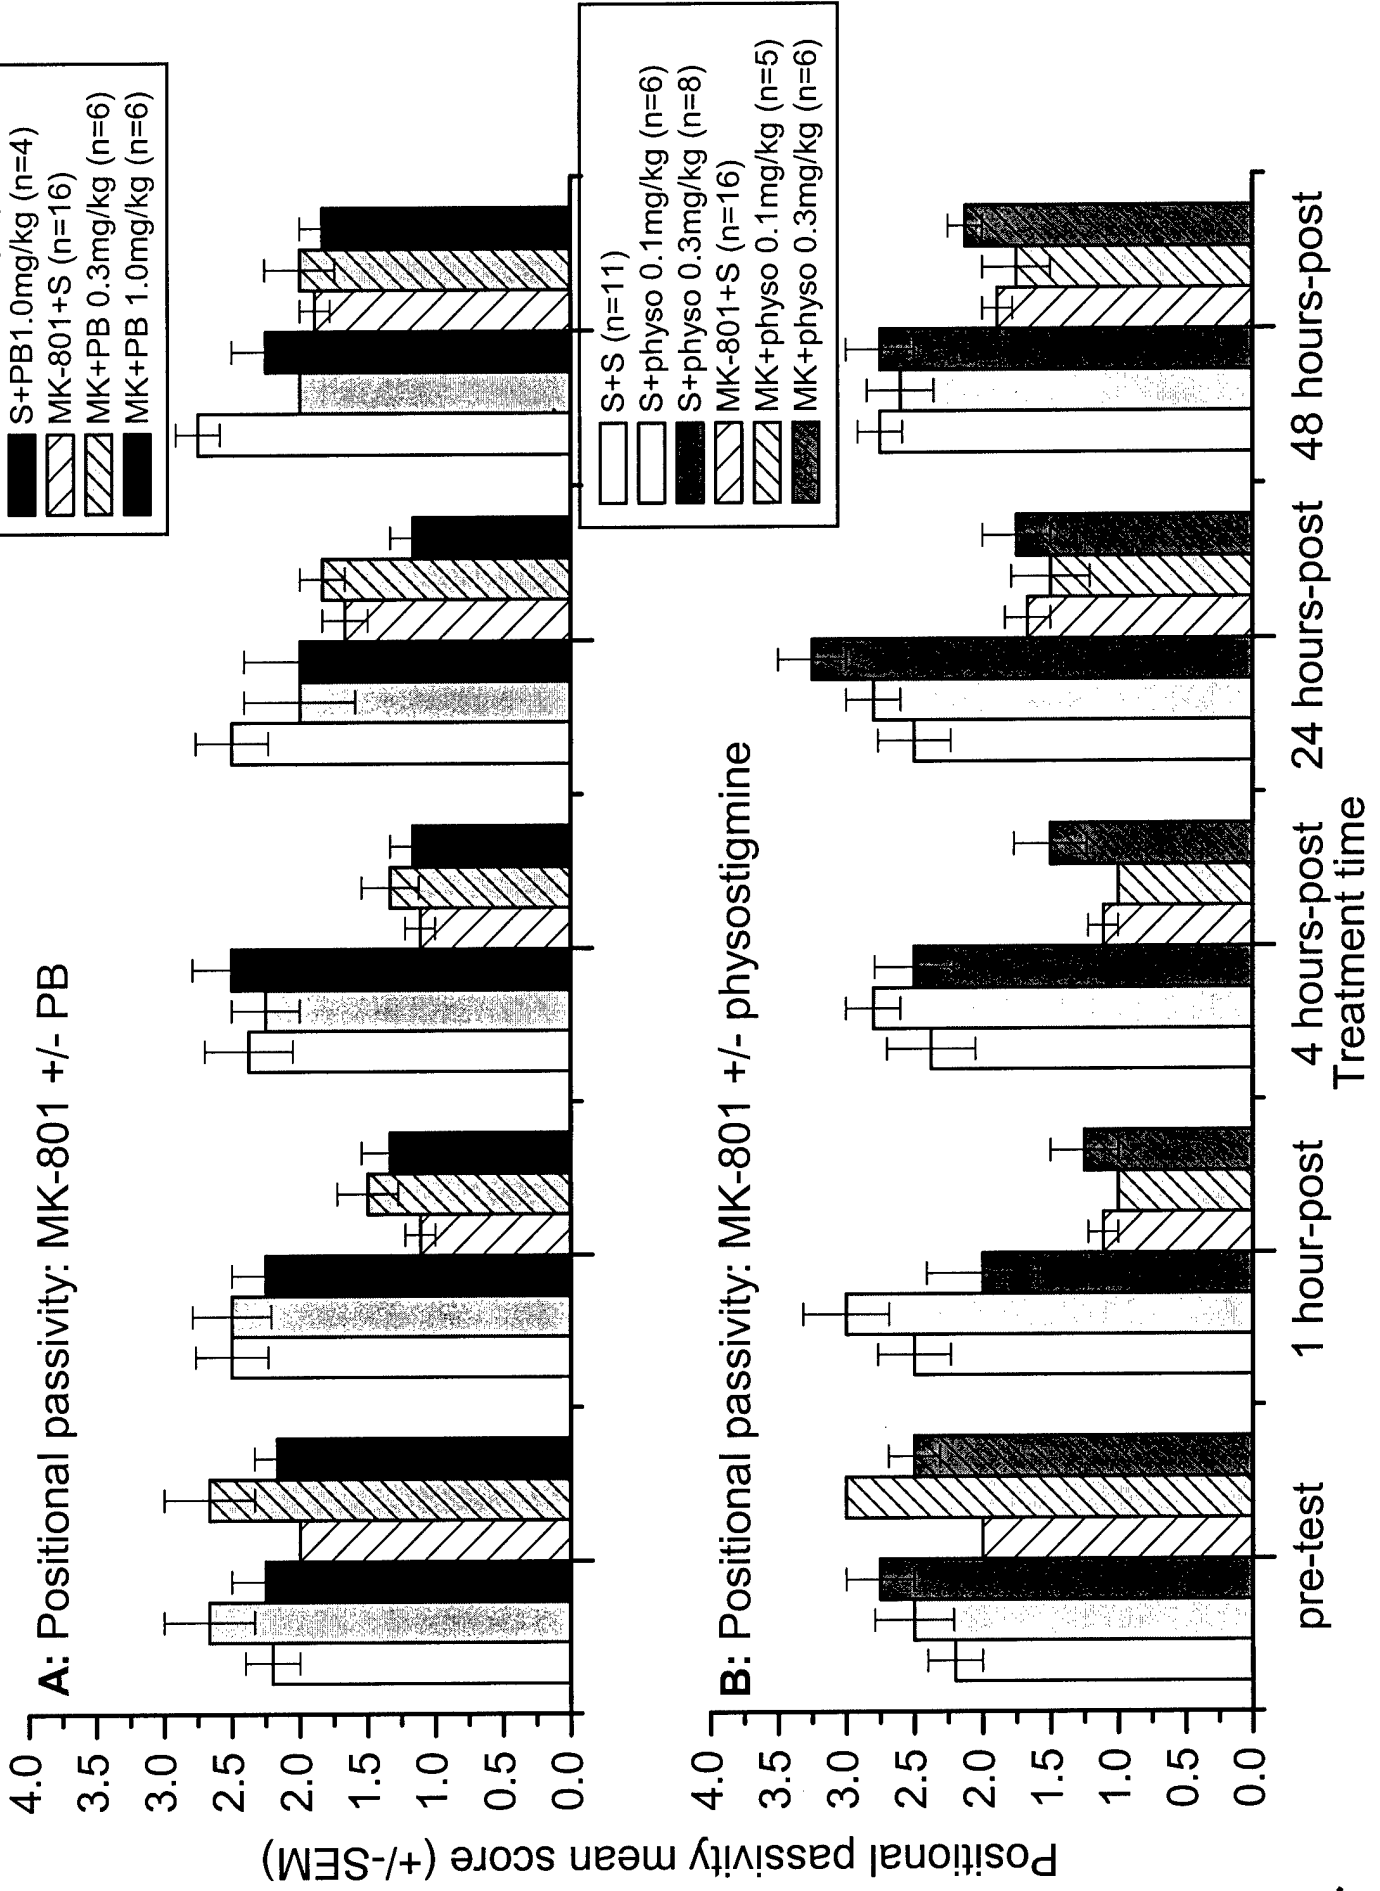 S+PB1.0mg/kg (n=4)
MK-801+S (n=16)
MK+PB 0.3mg/kg (n=6)
MK+PB 1.0mg/kg (n=6)
A: Positional passivity: MK-801 +/- PB
4.0
3.5
3.0
2.5
2.0
1.5
1.0
0.5
0.0
S+S (n=11)
S+physo 0.1mg/kg (n=6)
S+physo 0.3mg/kg (n=8)
MK-801+S (n=16)
MK+physo 0.1mg/kg (n=5)
MK+physo 0.3mg/kg (n=6)
B: Positional passivity: MK-801 +/- physostigmine
4.0
3.5
3.0
2.5
2.0
1.5
1.0
0.5
0.0
Positional passivity mean score (+/-SEM)
pre-test 1 hour-post 4 hours-post 24 hours-post 48 hours-post
Treatment time